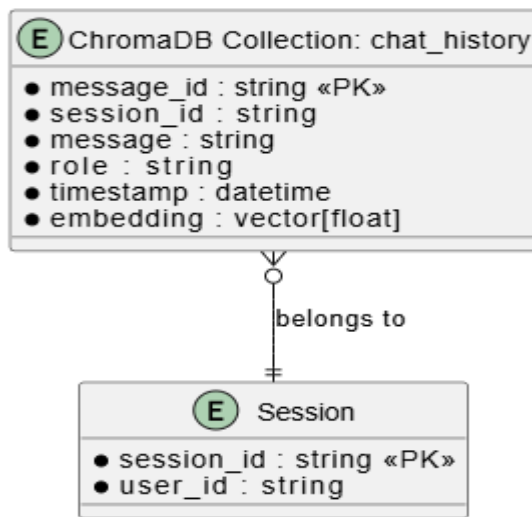 E ChromaDB Collection: chat_history
message_id : string «PK»
session_id : string
message : string
role : string
timestamp : datetime
embedding : vector[float]
belongs to
E Session
session_id : string «PK»
user_id : string